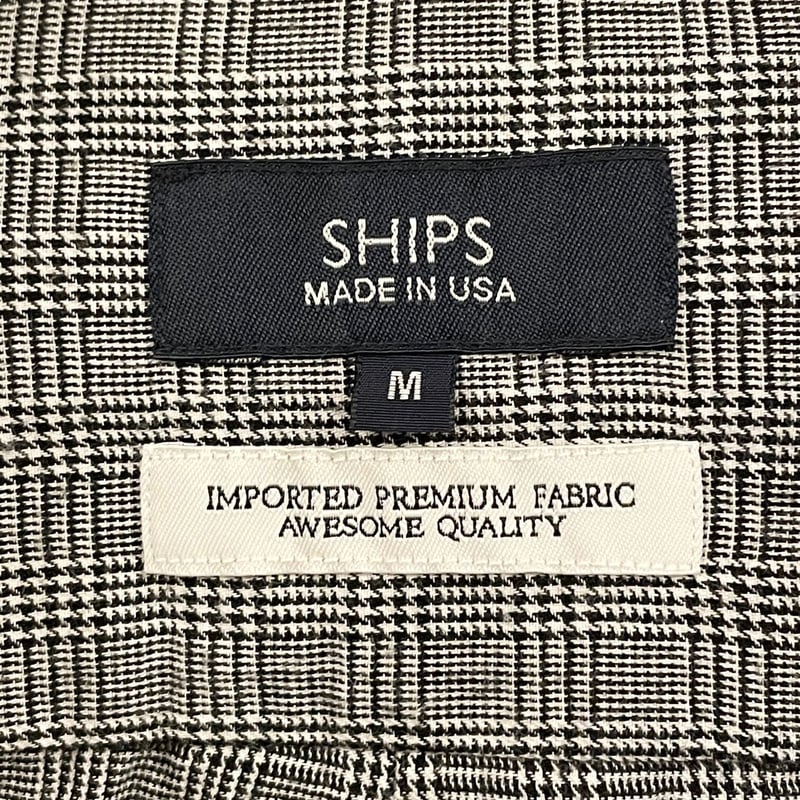 SHIPS
MADE IN USA
M
IMPORTED PREMIUM FABRIC
AWESOME QUALITY